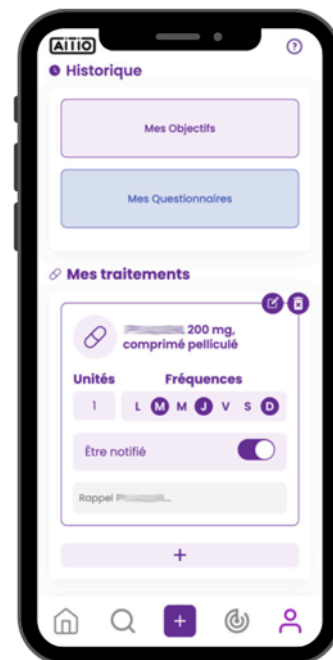 AiTIO
Historique
Mes Objectifs
Mes Questionnaires
Mes traitements
200 mg,
comprimé pelliculé
Unités Fréquences
1 L M M J V S D
Être notifié
Rappel
+
+